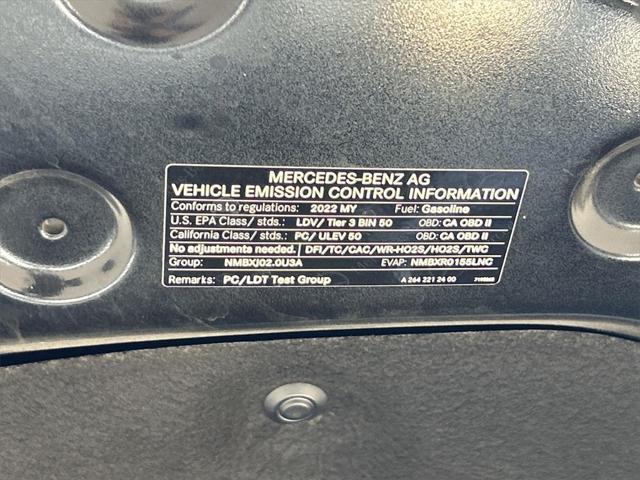 MERCEDES-BENZ AG
VEHICLE EMISSION CONTROL INFORMATION
Conforms to regulations: 2022 MY Fuel: Gasoline
U.S. EPA Class/ stds.: LDV/ Tier 3 BIN 50 OBD: CA OBD II
California Class/ stds.: PC/ ULEV 50 OBD: CA OBD II
No adjustments needed. DFI/TC/CAC/WR-HO2S/HO2S/TWC
Group: NMBXJ02.0U3A EVAP: NMBXR0155LNC
Remarks: PC/LDT Test Group A 264 221 24 00